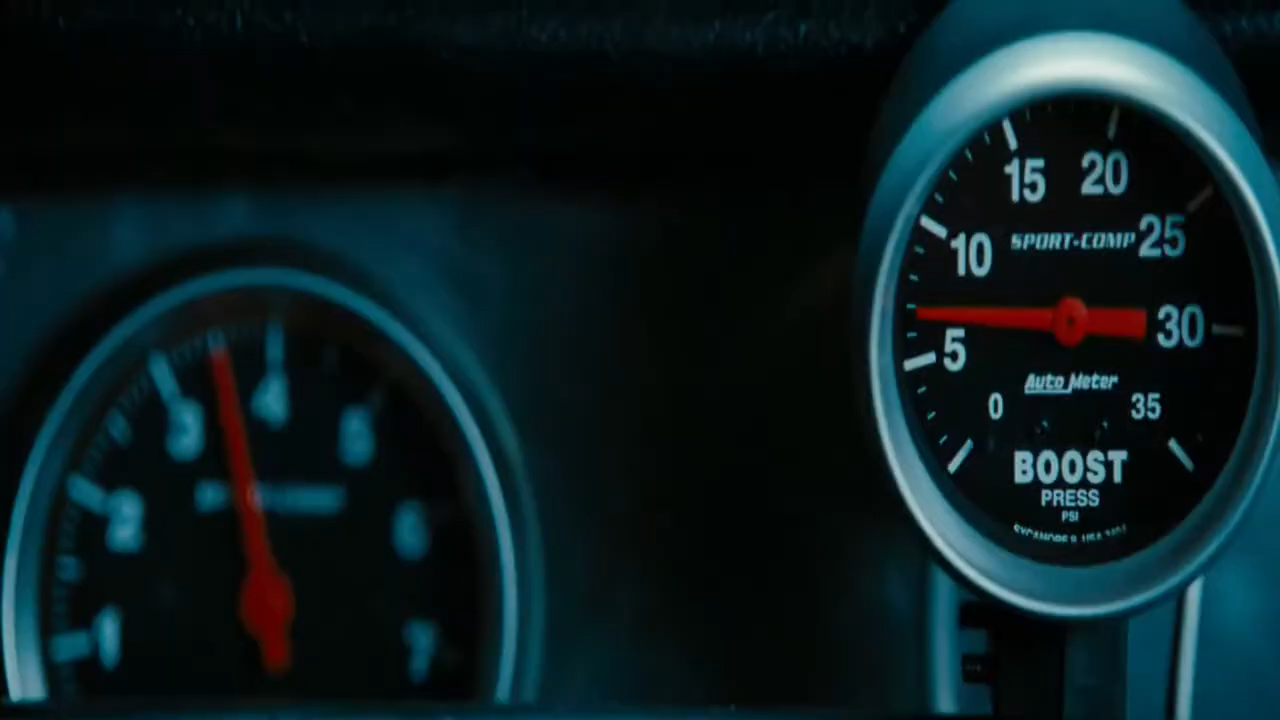 15 20
10 SPORT-COMP 25
5 30
Auto Meter
0 35
BOOST
PRESS
PSI
3 4 5
2 6
1 7